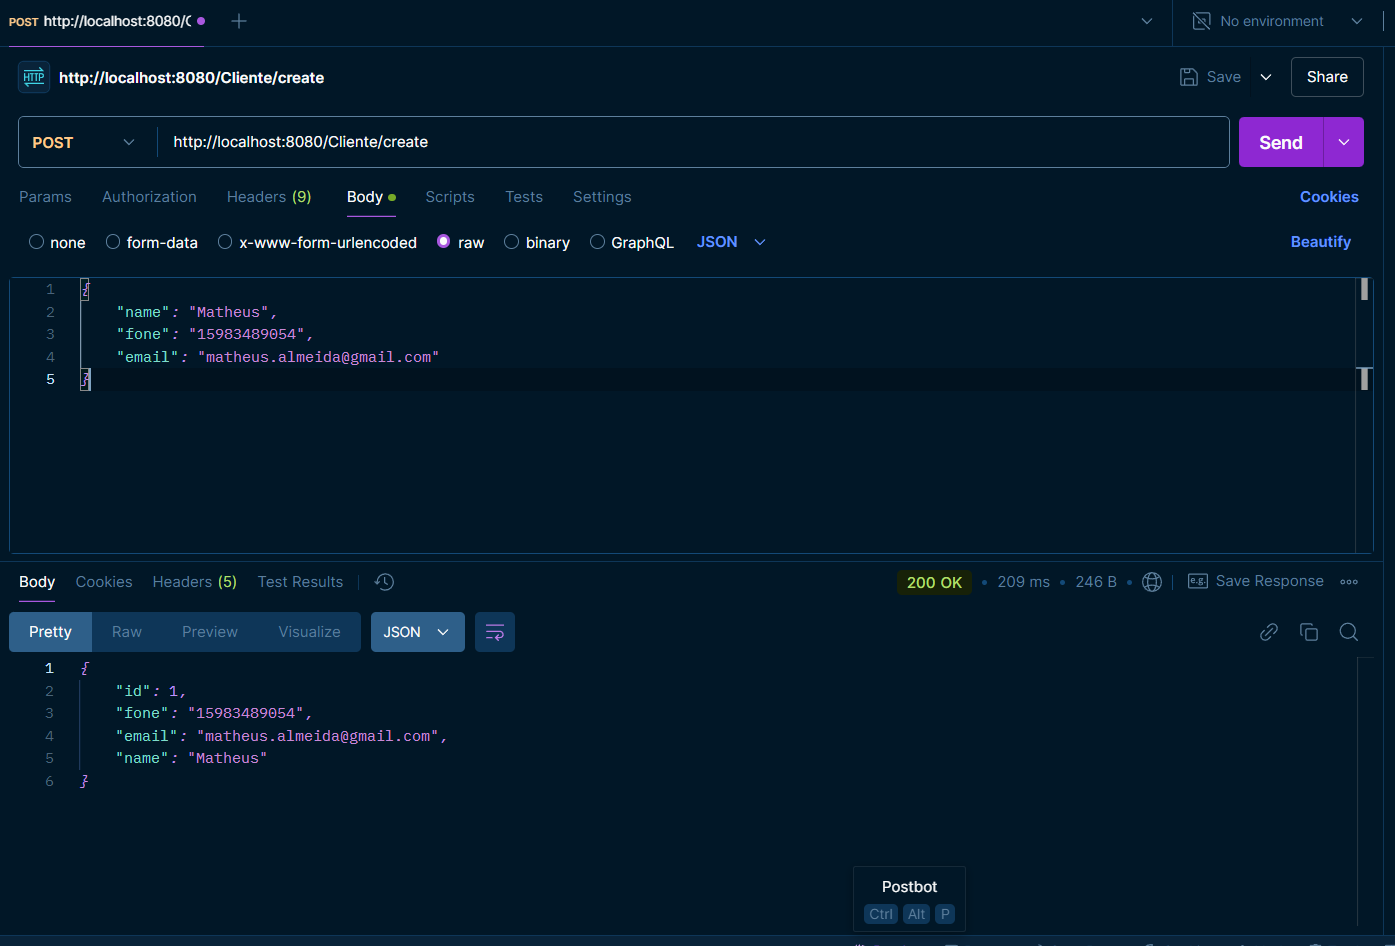 POST http://localhost:8080/C
No environment
HTTP http://localhost:8080/Cliente/create
Save
Share
POST http://localhost:8080/Cliente/create
Send
Params Authorization Headers (9) Body Scripts Tests Settings
Cookies
none form-data x-www-form-urlencoded raw binary GraphQL JSON
Beautify
1 {
2 "name": "Matheus",
3 "fone": "15983489054",
4 "email": "matheus.almeida@gmail.com"
5 }
Body Cookies Headers (5) Test Results
200 OK • 209 ms • 246 B •
e.g. Save Response
Pretty Raw Preview Visualize JSON
1 {
2 "id": 1,
3 "fone": "15983489054",
4 "email": "matheus.almeida@gmail.com",
5 "name": "Matheus"
6 }
Postbot
Ctrl Alt P